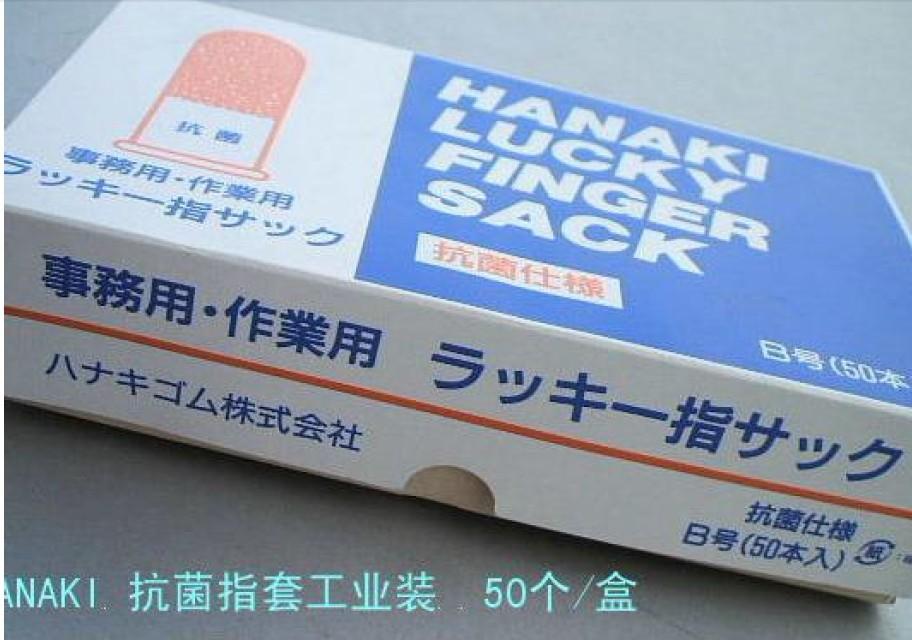 抗菌
事務用・作業用
ラッキー指サック
HANAKI
LUCKY
FINGER
SACK
抗菌仕様
B号(50本
事務用・作業用 ラッキー指サック
ハナキゴム株式会社
抗菌仕様
B号(50本入)
紙
ANAKI. 抗菌指套工业装 . 50个/盒